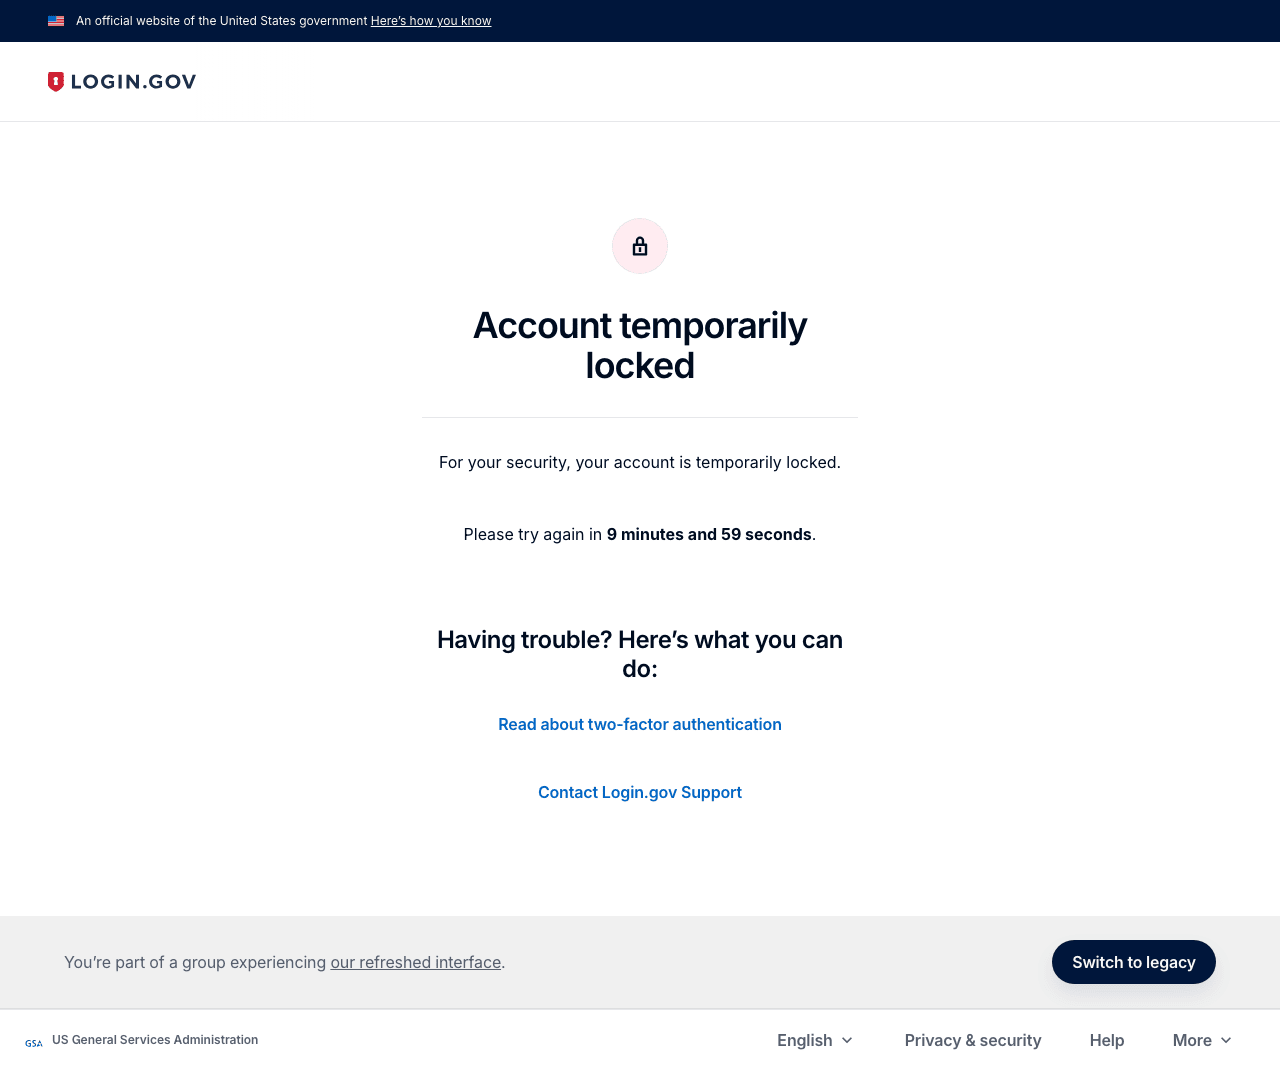 An official website of the United States government Here’s how you know
LOGIN.GOV
Account temporarily
locked
For your security, your account is temporarily locked.
Please try again in 9 minutes and 59 seconds.
Having trouble? Here’s what you can
do:
Read about two-factor authentication
Contact Login.gov Support
You’re part of a group experiencing our refreshed interface.
Switch to legacy
GSA US General Services Administration
English
Privacy & security
Help
More